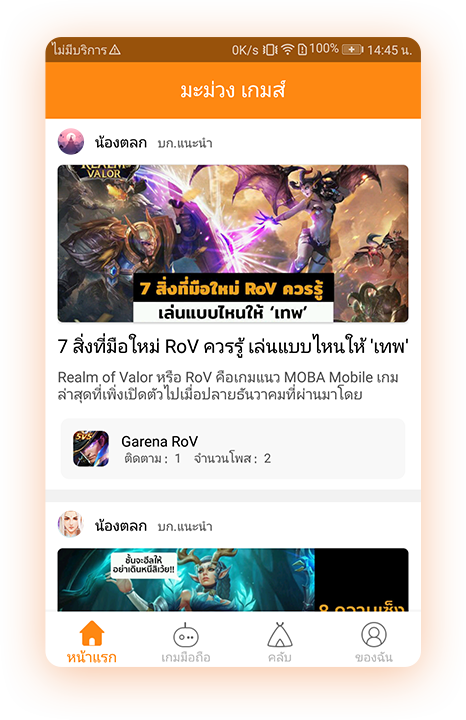 ไม่มีบริการ 0K/s 100% 14:45 น.
มะม่วง เกมส์
น้องตลก บก.แนะนำ
REALM OF
VALOR
7 สิ่งที่มือใหม่ RoV ควรรู้
เล่นแบบไหนให้ ‘เทพ’
7 สิ่งที่มือใหม่ RoV ควรรู้ เล่นแบบไหนให้ 'เทพ'
Realm of Valor หรือ RoV คือเกมแนว MOBA Mobile เกม
ล่าสุดที่เพิ่งเปิดตัวไปเมื่อปลายธันวาคมที่ผ่านมาโดย
5V5
Garena RoV
ติดตาม : 1 จำนวนโพส : 2
น้องตลก บก.แนะนำ
ชั้นจะฮีลให้
อย่าเดินหนีสิเว้ย!!
8 ความเซ็ง
หน้าแรก เกมมือถือ คลับ ของฉัน